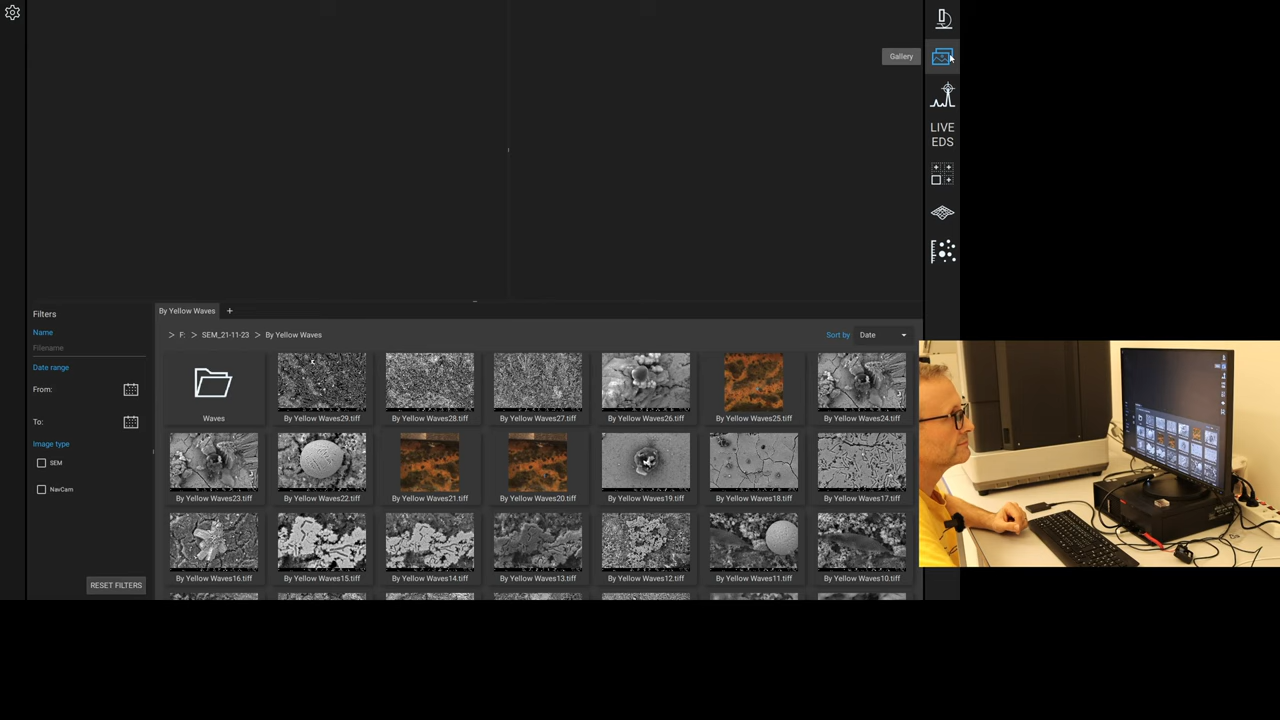 Gallery
LIVE
EDS
By Yellow Waves +
Filters
Name
Filename
Date range
From:
To:
Image type
SEM
NavCam
RESET FILTERS
> F: > SEM_21-11-23 > By Yellow Waves
Sort by Date
Waves
By Yellow Waves29.tiff
By Yellow Waves28.tiff
By Yellow Waves27.tiff
By Yellow Waves26.tiff
By Yellow Waves25.tiff
By Yellow Waves24.tiff
By Yellow Waves23.tiff
By Yellow Waves22.tiff
By Yellow Waves21.tiff
By Yellow Waves20.tiff
By Yellow Waves19.tiff
By Yellow Waves18.tiff
By Yellow Waves17.tiff
By Yellow Waves16.tiff
By Yellow Waves15.tiff
By Yellow Waves14.tiff
By Yellow Waves13.tiff
By Yellow Waves12.tiff
By Yellow Waves11.tiff
By Yellow Waves10.tiff